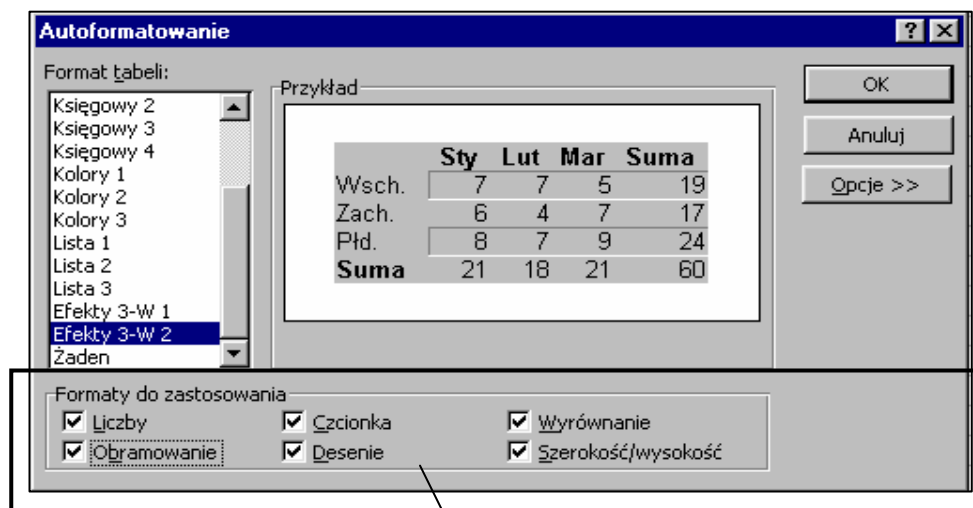 Autoformatowanie
Format tabeli:
Księgowy 2
Księgowy 3
Księgowy 4
Kolory 1
Kolory 2
Kolory 3
Lista 1
Lista 2
Lista 3
Efekty 3-W 1
Efekty 3-W 2
Żaden
Przykład
Sty Lut Mar Suma
Wsch. 7 7 5 19
Zach. 6 4 7 17
Płd. 8 7 9 24
Suma 21 18 21 60
OK
Anuluj
Opcje >>
Formaty do zastosowania
Liczby Czcionka Wyrównanie
Obramowanie Desenie Szerokość/wysokość